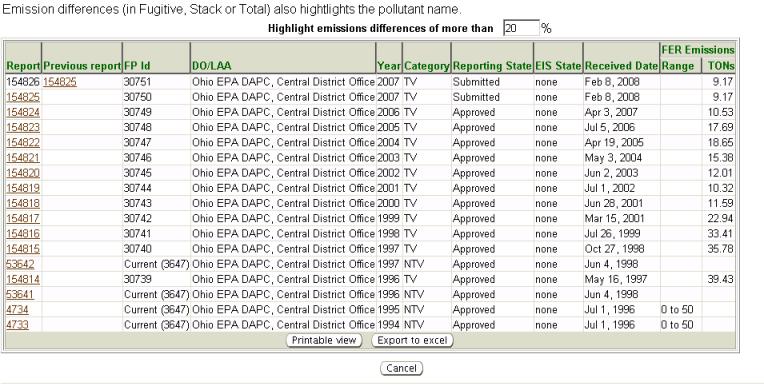 Emission differences (in Fugitive, Stack or Total) also hightlights the pollutant name.
Highlight emissions differences of more than 20 %
FER Emissions
Report Previous report FP Id DO/LAA Year Category Reporting State EIS State Received Date Range TONs
154826 154825 30751 Ohio EPA DAPC, Central District Office 2007 TV Submitted none Feb 8, 2008 9.17
154825 30750 Ohio EPA DAPC, Central District Office 2007 TV Submitted none Feb 8, 2008 9.17
154824 30749 Ohio EPA DAPC, Central District Office 2006 TV Approved none Apr 3, 2007 10.53
154823 30748 Ohio EPA DAPC, Central District Office 2005 TV Approved none Jul 5, 2006 17.69
154822 30747 Ohio EPA DAPC, Central District Office 2004 TV Approved none Apr 19, 2005 18.65
154821 30746 Ohio EPA DAPC, Central District Office 2003 TV Approved none May 3, 2004 15.38
154820 30745 Ohio EPA DAPC, Central District Office 2002 TV Approved none Jun 2, 2003 12.01
154819 30744 Ohio EPA DAPC, Central District Office 2001 TV Approved none Jul 1, 2002 10.32
154818 30743 Ohio EPA DAPC, Central District Office 2000 TV Approved none Jun 28, 2001 11.59
154817 30742 Ohio EPA DAPC, Central District Office 1999 TV Approved none Mar 15, 2001 22.94
154816 30741 Ohio EPA DAPC, Central District Office 1998 TV Approved none Jul 26, 1999 33.41
154815 30740 Ohio EPA DAPC, Central District Office 1997 TV Approved none Oct 27, 1998 35.78
53642 Current (3647) Ohio EPA DAPC, Central District Office 1997 NTV Approved none Jun 4, 1998
154814 30739 Ohio EPA DAPC, Central District Office 1996 TV Approved none May 16, 1997 39.43
53641 Current (3647) Ohio EPA DAPC, Central District Office 1996 NTV Approved none Jun 4, 1998
4734 Current (3647) Ohio EPA DAPC, Central District Office 1995 NTV Approved none Jul 1, 1996 0 to 50
4733 Current (3647) Ohio EPA DAPC, Central District Office 1994 NTV Approved none Jul 1, 1996 0 to 50
Printable view Export to excel
Cancel